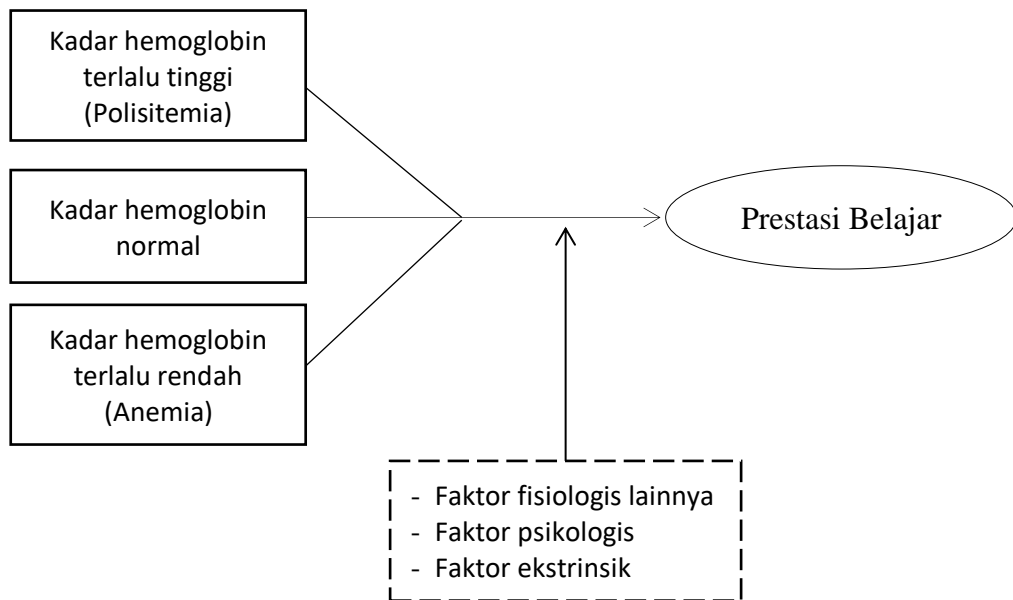 Kadar hemoglobin
terlalu tinggi
(Polisitemia)
Kadar hemoglobin
normal
Prestasi Belajar
Kadar hemoglobin
terlalu rendah
(Anemia)
- Faktor fisiologis lainnya
- Faktor psikologis
- Faktor ekstrinsik